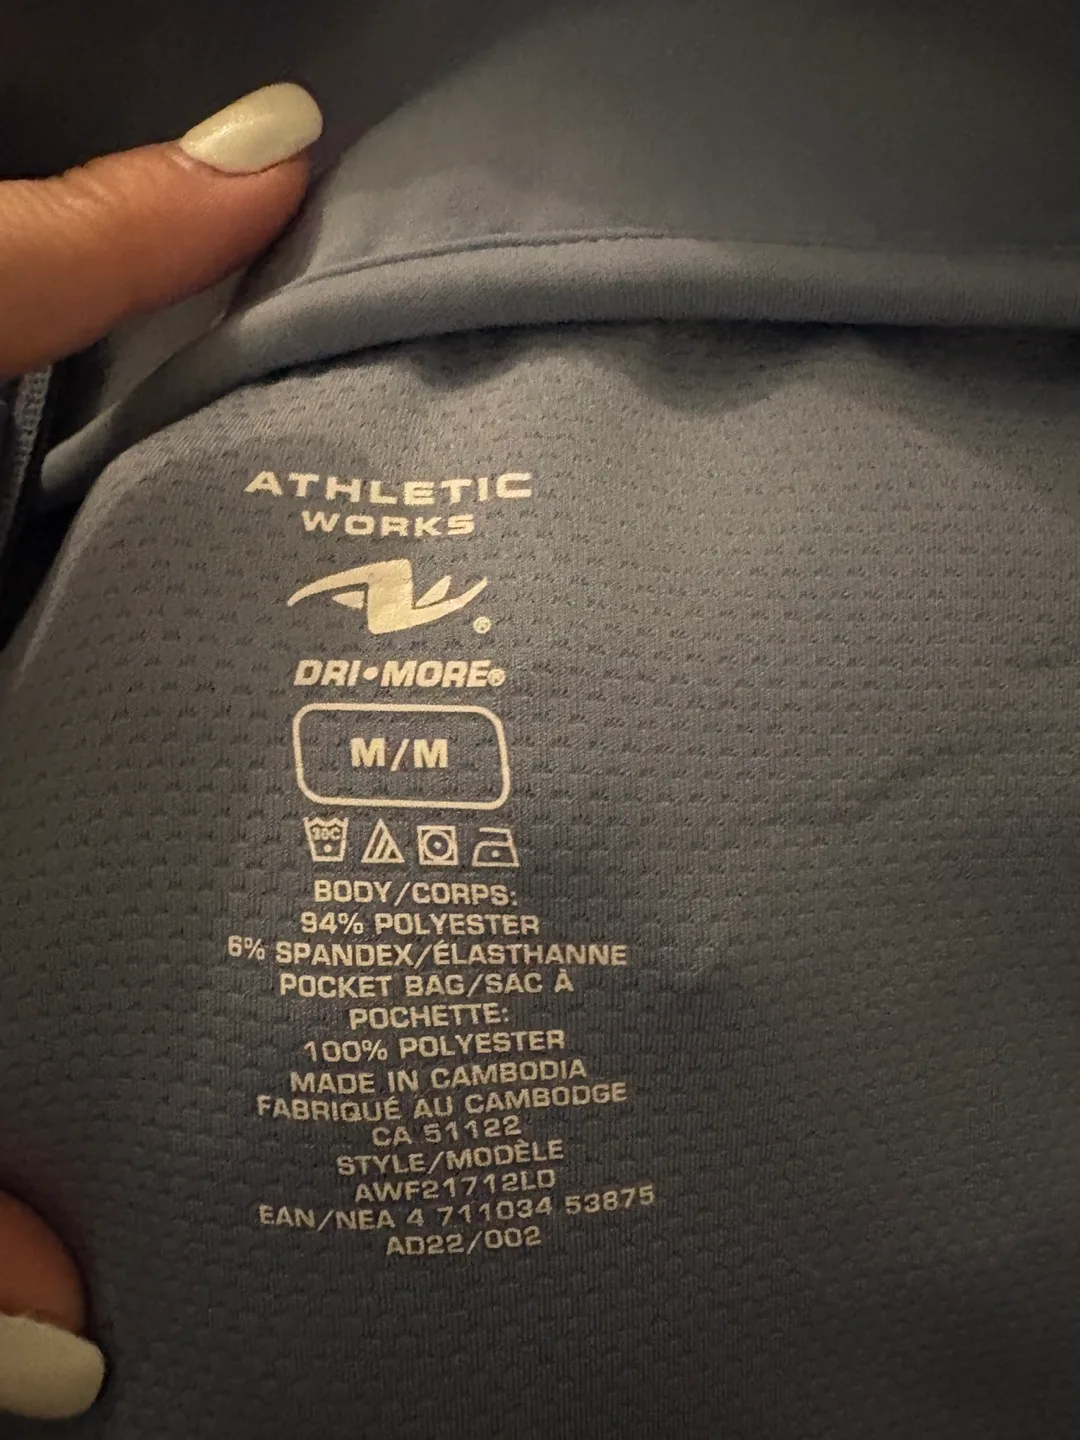 ATHLETIC
WORKS
®
DRI•MORE®
M/M
30C
BODY/CORPS:
94% POLYESTER
6% SPANDEX/ÉLASTHANNE
POCKET BAG/SAC À
POCHETTE:
100% POLYESTER
MADE IN CAMBODIA
FABRIQUÉ AU CAMBODGE
CA 51122
STYLE/MODÈLE
AWF21712LD
EAN/NEA 4 711034 53875
AD22/002